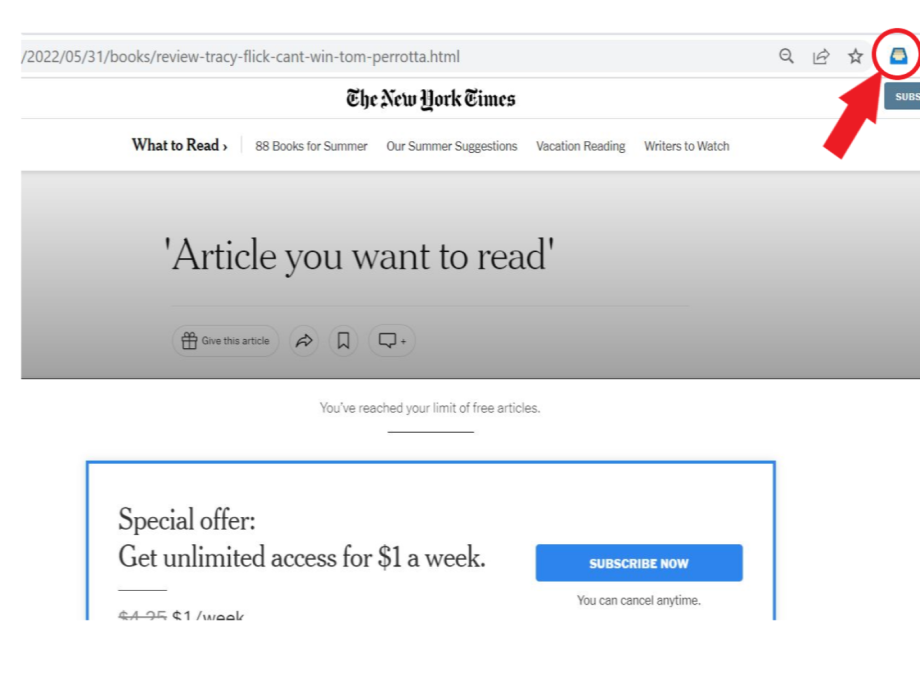 /2022/05/31/books/review-tracy-flick-cant-win-tom-perrotta.html
The New York Times
SUBS
What to Read ›
88 Books for Summer
Our Summer Suggestions
Vacation Reading
Writers to Watch
'Article you want to read'
Give this article
+
You've reached your limit of free articles.
Special offer:
Get unlimited access for $1 a week.
SUBSCRIBE NOW
You can cancel anytime.
$4.25 $1/week